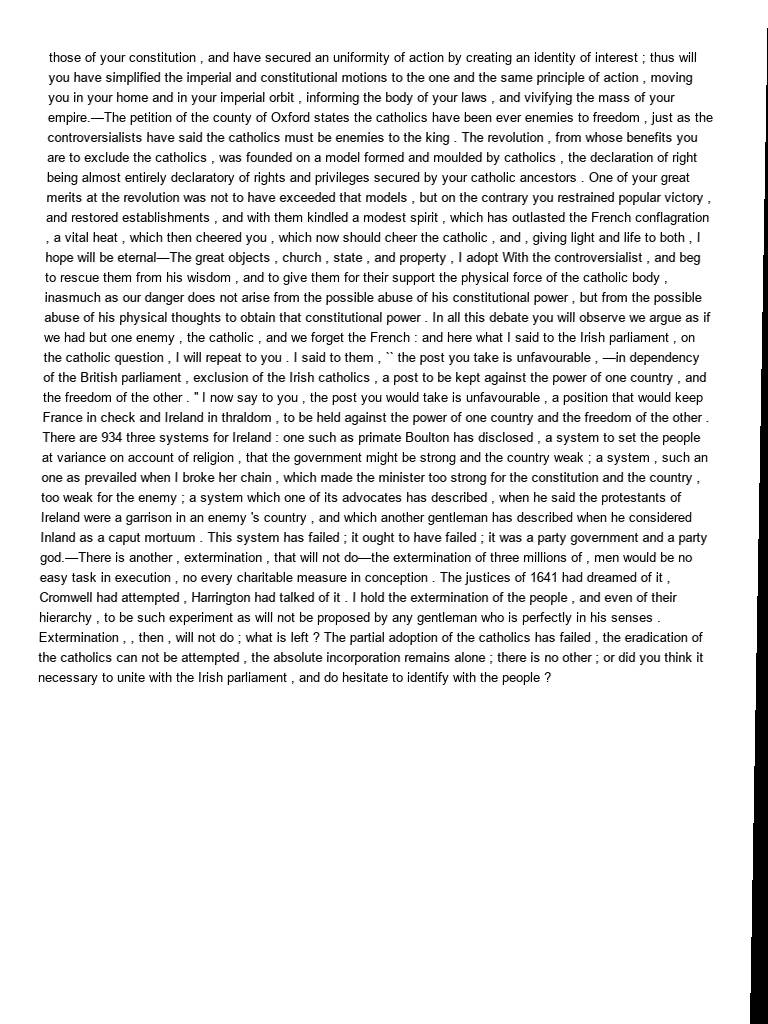 those of your constitution , and have secured an uniformity of action by creating an identity of interest ; thus will
you have simplified the imperial and constitutional motions to the one and the same principle of action , moving
you in your home and in your imperial orbit , informing the body of your laws , and vivifying the mass of your
empire.—The petition of the county of Oxford states the catholics have been ever enemies to freedom , just as the
controversialists have said the catholics must be enemies to the king . The revolution , from whose benefits you
are to exclude the catholics , was founded on a model formed and moulded by catholics , the declaration of right
being almost entirely declaratory of rights and privileges secured by your catholic ancestors . One of your great
merits at the revolution was not to have exceeded that models , but on the contrary you restrained popular victory ,
and restored establishments , and with them kindled a modest spirit , which has outlasted the French conflagration
, a vital heat , which then cheered you , which now should cheer the catholic , and , giving light and life to both , I
hope will be eternal—The great objects , church , state , and property , I adopt With the controversialist , and beg
to rescue them from his wisdom , and to give them for their support the physical force of the catholic body ,
inasmuch as our danger does not arise from the possible abuse of his constitutional power , but from the possible
abuse of his physical thoughts to obtain that constitutional power . In all this debate you will observe we argue as if
we had but one enemy , the catholic , and we forget the French : and here what I said to the Irish parliament , on
the catholic question , I will repeat to you . I said to them , `` the post you take is unfavourable , —in dependency
of the British parliament , exclusion of the Irish catholics , a post to be kept against the power of one country , and
the freedom of the other . " I now say to you , the post you would take is unfavourable , a position that would keep
France in check and Ireland in thraldom , to be held against the power of one country and the freedom of the other .
There are 934 three systems for Ireland : one such as primate Boulton has disclosed , a system to set the people
at variance on account of religion , that the government might be strong and the country weak ; a system , such an
one as prevailed when I broke her chain , which made the minister too strong for the constitution and the country ,
too weak for the enemy ; a system which one of its advocates has described , when he said the protestants of
Ireland were a garrison in an enemy 's country , and which another gentleman has described when he considered
Inland as a caput mortuum . This system has failed ; it ought to have failed ; it was a party government and a party
god.—There is another , extermination , that will not do—the extermination of three millions of , men would be no
easy task in execution , no every charitable measure in conception . The justices of 1641 had dreamed of it ,
Cromwell had attempted , Harrington had talked of it . I hold the extermination of the people , and even of their
hierarchy , to be such experiment as will not be proposed by any gentleman who is perfectly in his senses .
Extermination , , then , will not do ; what is left ? The partial adoption of the catholics has failed , the eradication of
the catholics can not be attempted , the absolute incorporation remains alone ; there is no other ; or did you think it
necessary to unite with the Irish parliament , and do hesitate to identify with the people ?